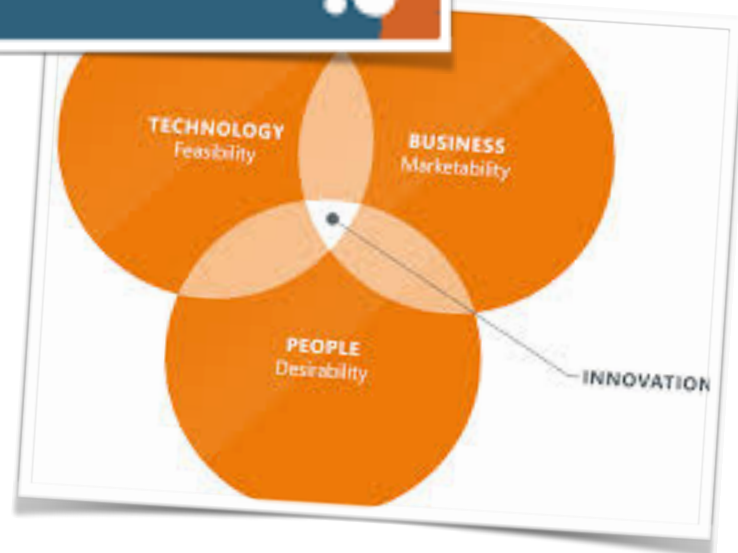 TECHNOLOGY
Feasibility
BUSINESS
Marketability
PEOPLE
Desirability
INNOVATION